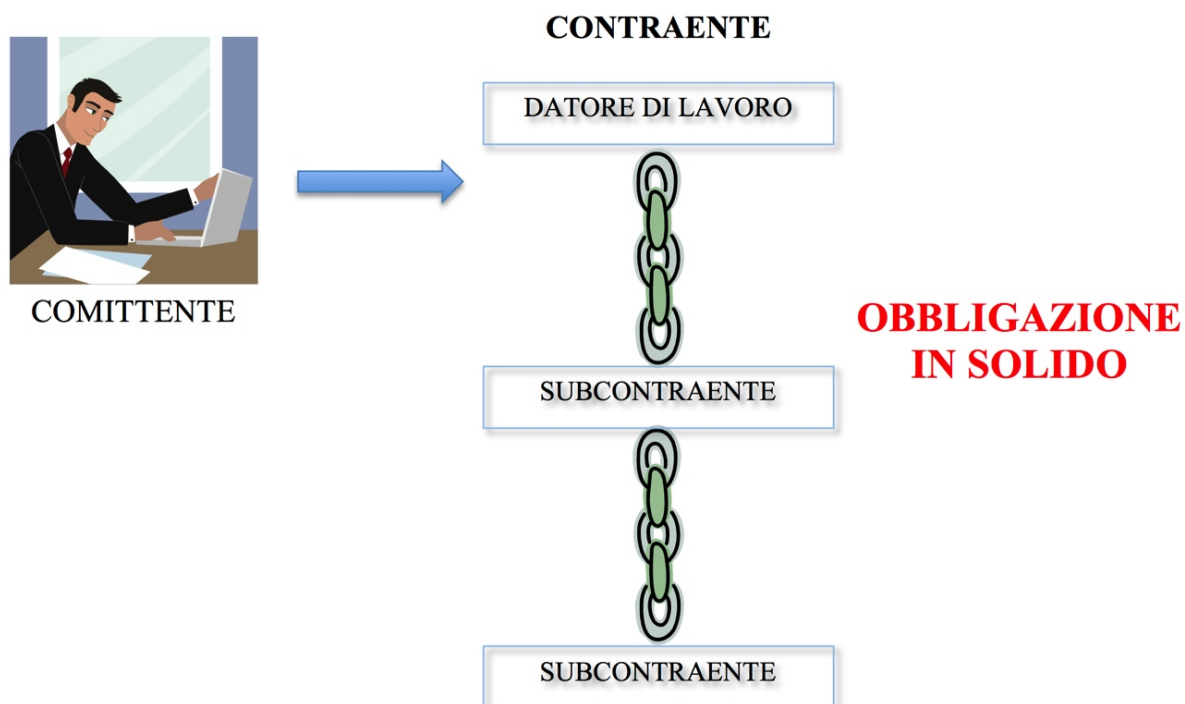 CONTRAENTE
DATORE DI LAVORO
COMITTENTE
OBBLIGAZIONE
IN SOLIDO
SUBCONTRAENTE
SUBCONTRAENTE